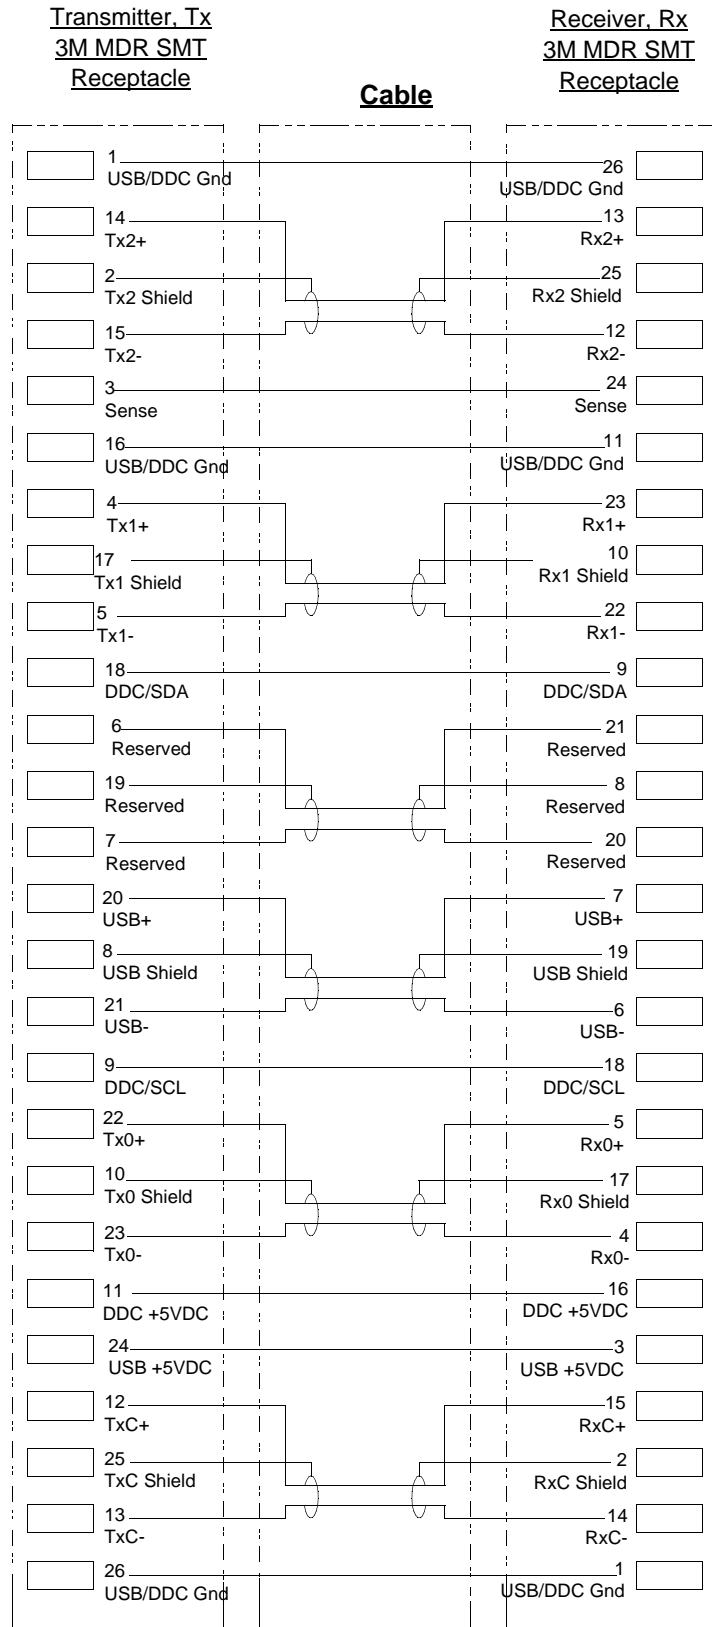 Transmitter, Tx
3M MDR SMT
Receptacle
Receiver, Rx
3M MDR SMT
Receptacle
Cable
1
USB/DDC Gnd
26
USB/DDC Gnd
14
Tx2+
13
Rx2+
2
Tx2 Shield
25
Rx2 Shield
15
Tx2-
12
Rx2-
3
Sense
24
Sense
16
USB/DDC Gnd
11
USB/DDC Gnd
4
Tx1+
23
Rx1+
17
Tx1 Shield
10
Rx1 Shield
5
Tx1-
22
Rx1-
18
DDC/SDA
9
DDC/SDA
6
Reserved
21
Reserved
19
Reserved
8
Reserved
7
Reserved
20
Reserved
20
USB+
7
USB+
8
USB Shield
19
USB Shield
21
USB-
6
USB-
9
DDC/SCL
18
DDC/SCL
22
Tx0+
5
Rx0+
10
Tx0 Shield
17
Rx0 Shield
23
Tx0-
4
Rx0-
11
DDC +5VDC
16
DDC +5VDC
24
USB +5VDC
3
USB +5VDC
12
TxC+
15
RxC+
25
TxC Shield
2
RxC Shield
13
TxC-
14
RxC-
26
USB/DDC Gnd
1
USB/DDC Gnd